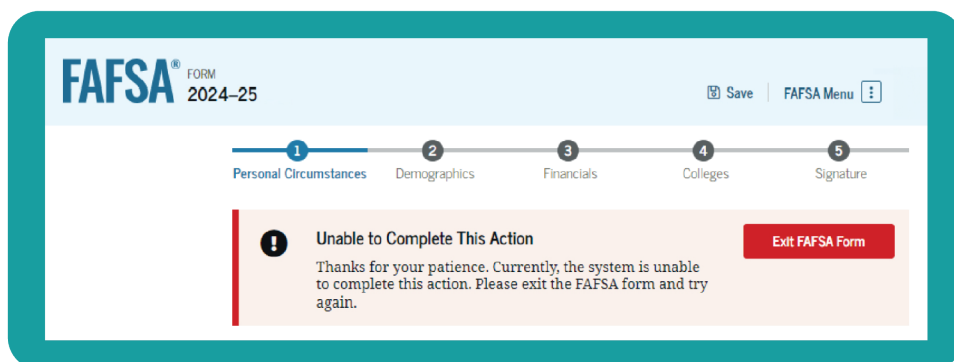 FAFSA® FORM
2024–25
Save FAFSA Menu
1 2 3 4 5
Personal Circumstances Demographics Financials Colleges Signature
Unable to Complete This Action
Exit FAFSA Form
Thanks for your patience. Currently, the system is unable
to complete this action. Please exit the FAFSA form and try
again.